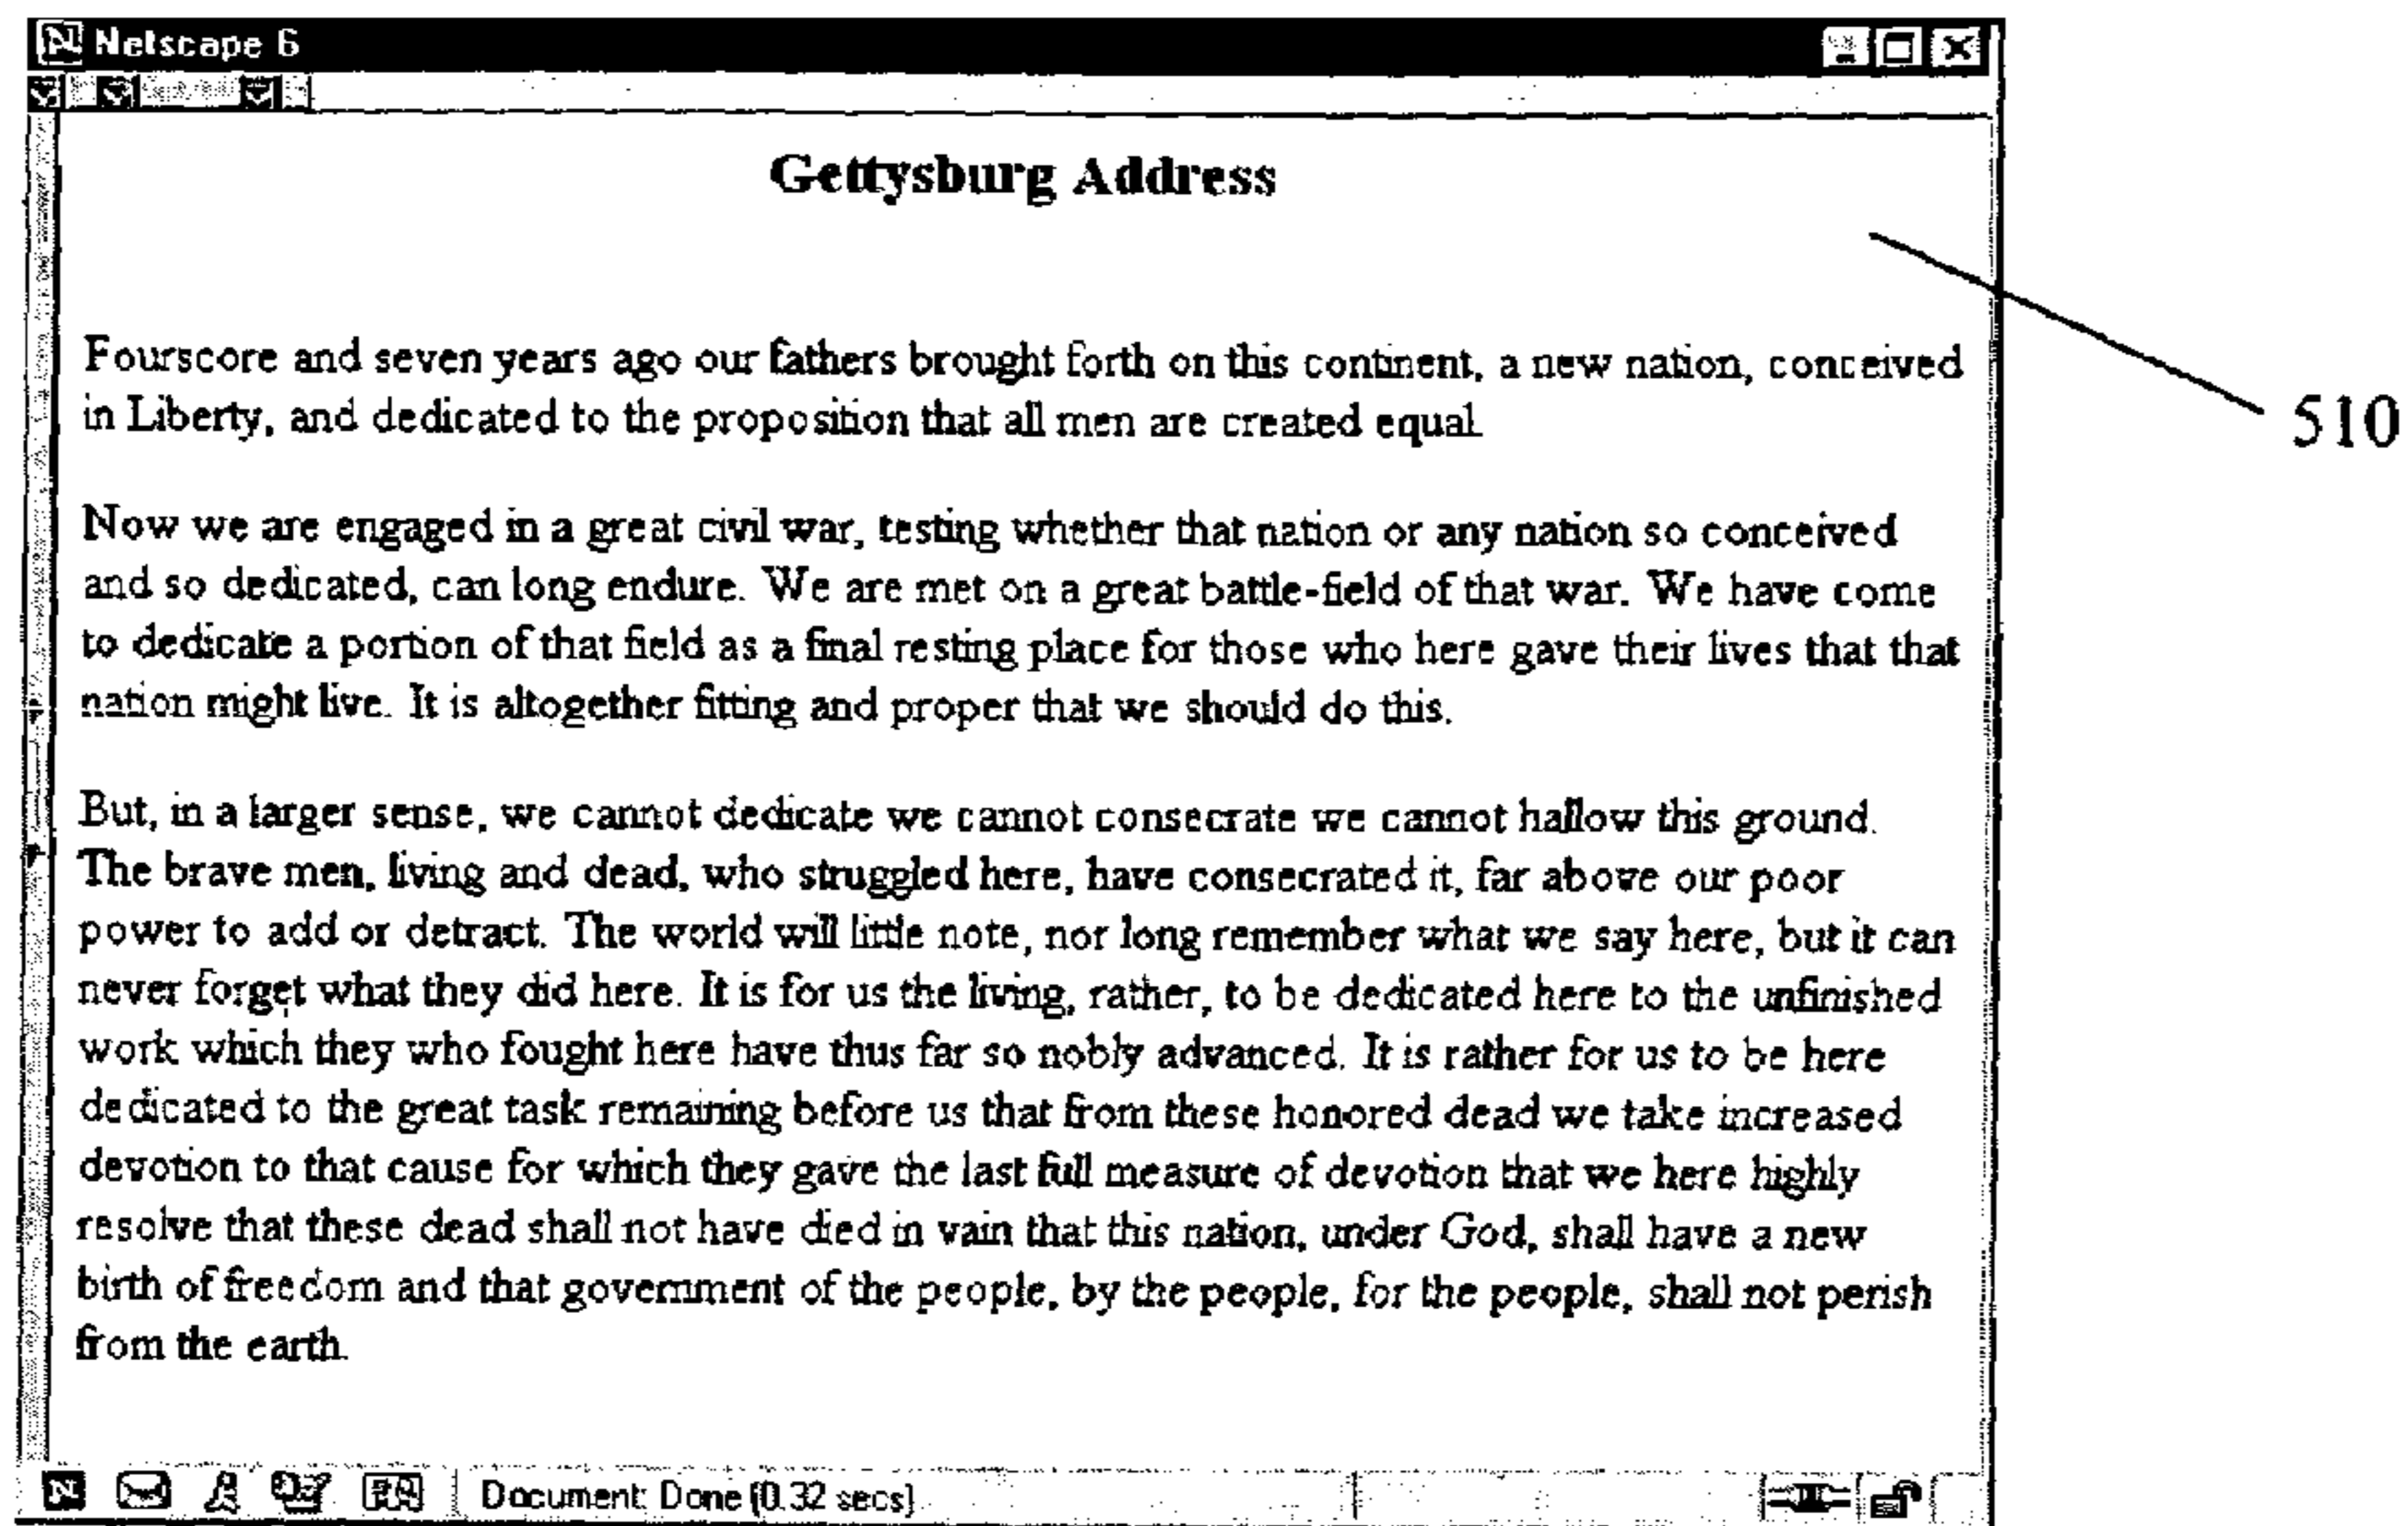 Netscape 6
Gettysburg Address
Fourscore and seven years ago our fathers brought forth on this continent, a new nation, conceived
in Liberty, and dedicated to the proposition that all men are created equal.
510
Now we are engaged in a great civil war, testing whether that nation or any nation so conceived
and so dedicated, can long endure. We are met on a great battle-field of that war. We have come
to dedicate a portion of that field as a final resting place for those who here gave their lives that that
nation might live. It is altogether fitting and proper that we should do this.
But, in a larger sense, we cannot dedicate we cannot consecrate we cannot hallow this ground.
The brave men, living and dead, who struggled here, have consecrated it, far above our poor
power to add or detract. The world will little note, nor long remember what we say here, but it can
never forget what they did here. It is for us the living, rather, to be dedicated here to the unfinished
work which they who fought here have thus far so nobly advanced. It is rather for us to be here
dedicated to the great task remaining before us that from these honored dead we take increased
devotion to that cause for which they gave the last full measure of devotion that we here highly
resolve that these dead shall not have died in vain that this nation, under God, shall have a new
birth of freedom and that government of the people, by the people, for the people, shall not perish
from the earth.
Document: Done (0.32 secs)